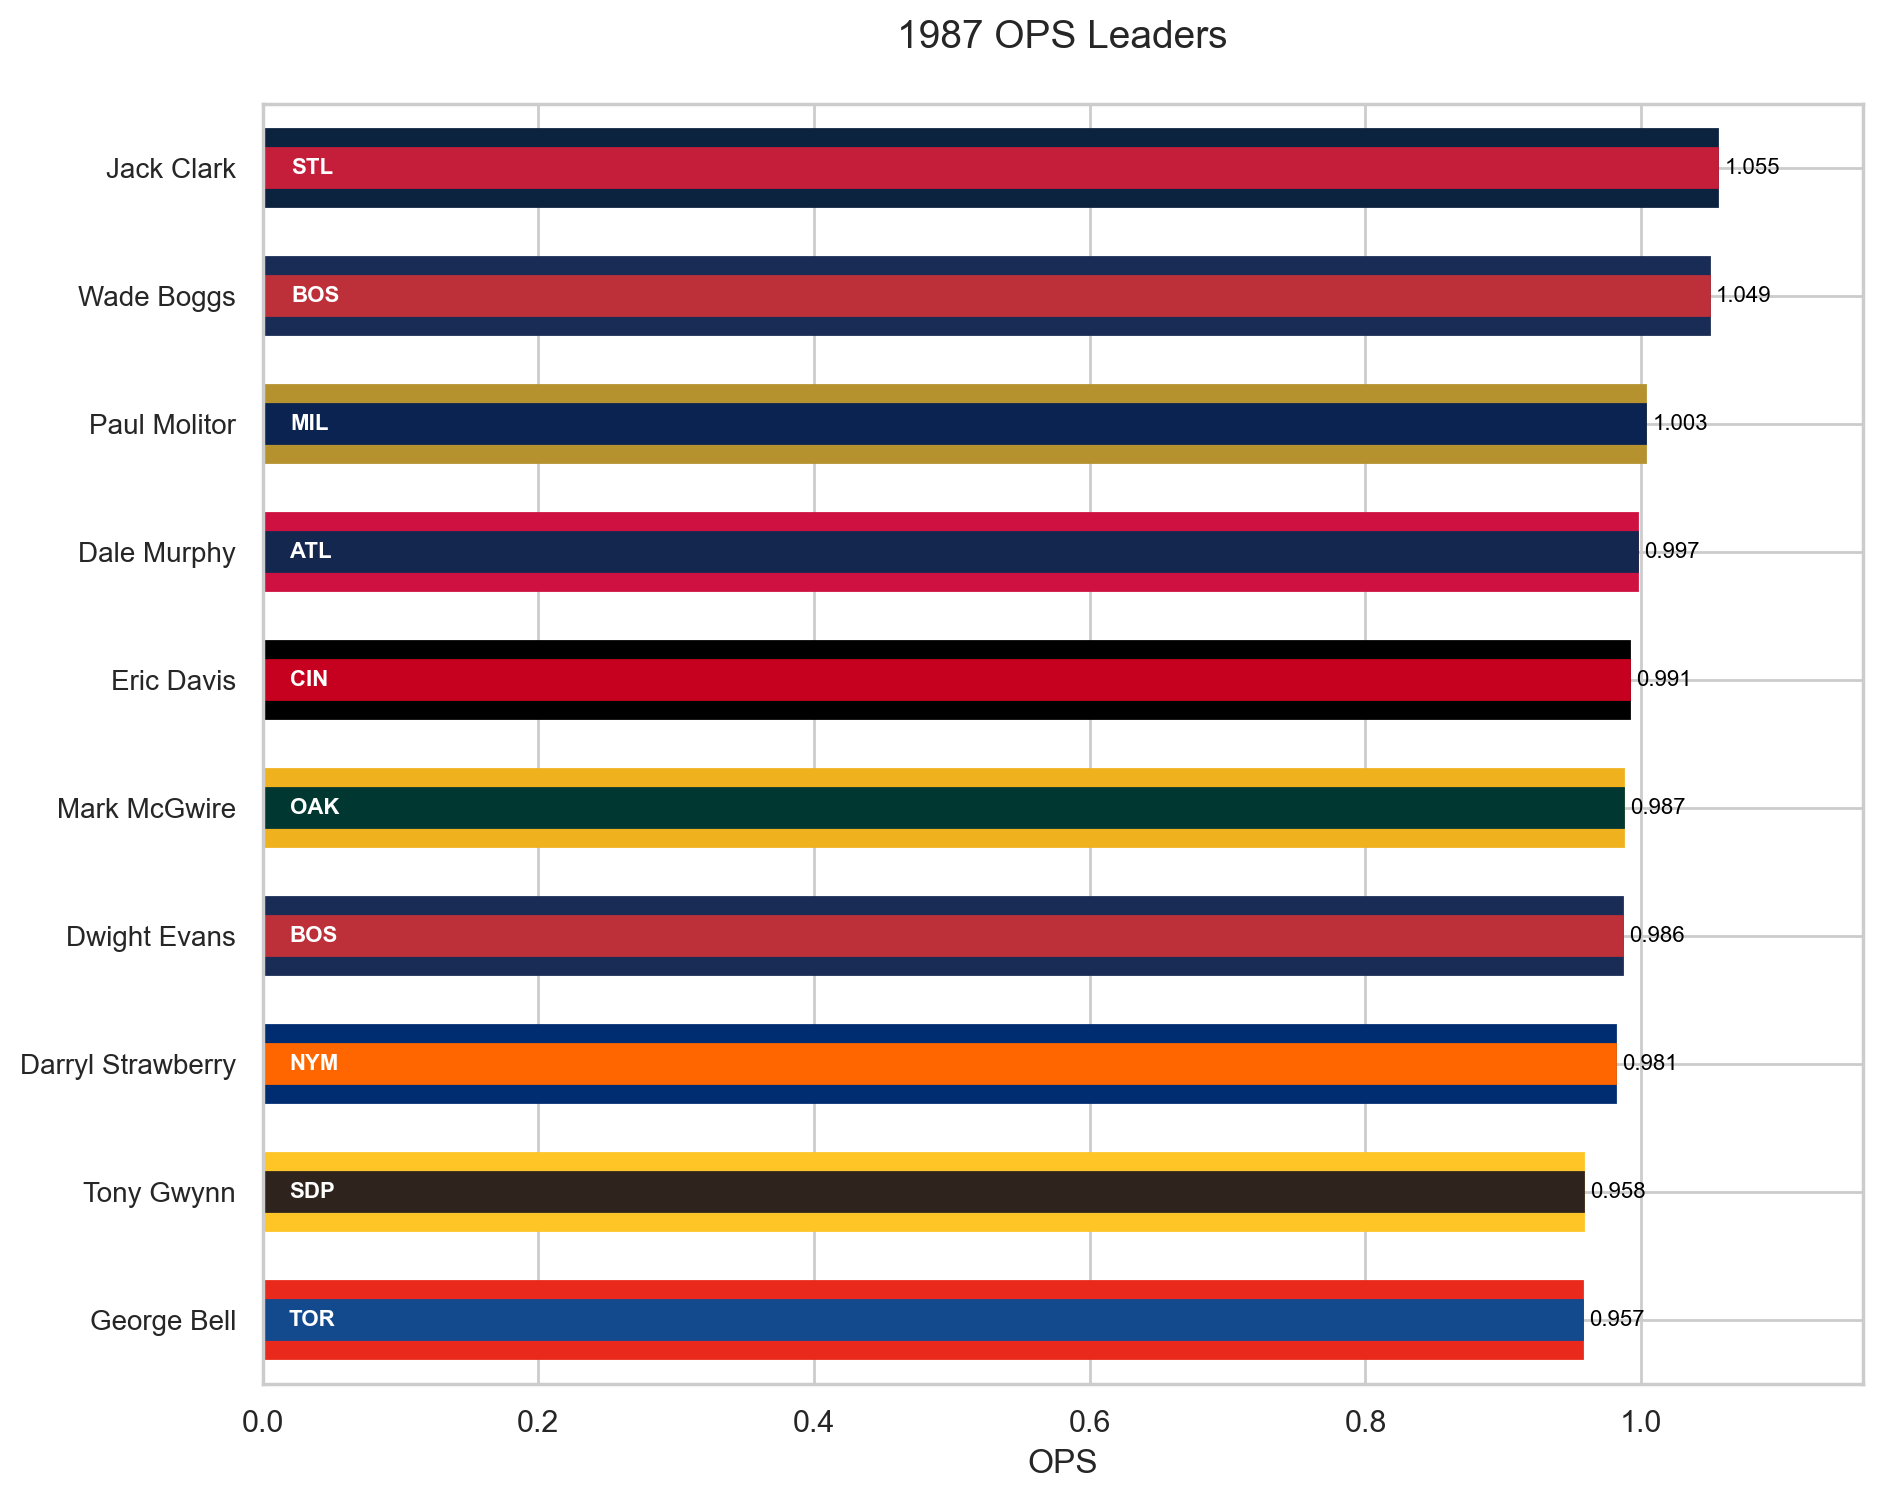 1987 OPS Leaders
Jack Clark STL 1.055
Wade Boggs BOS 1.049
Paul Molitor MIL 1.003
Dale Murphy ATL 0.997
Eric Davis CIN 0.991
Mark McGwire OAK 0.987
Dwight Evans BOS 0.986
Darryl Strawberry NYM 0.981
Tony Gwynn SDP 0.958
George Bell TOR 0.957
0.0 0.2 0.4 0.6 0.8 1.0
OPS